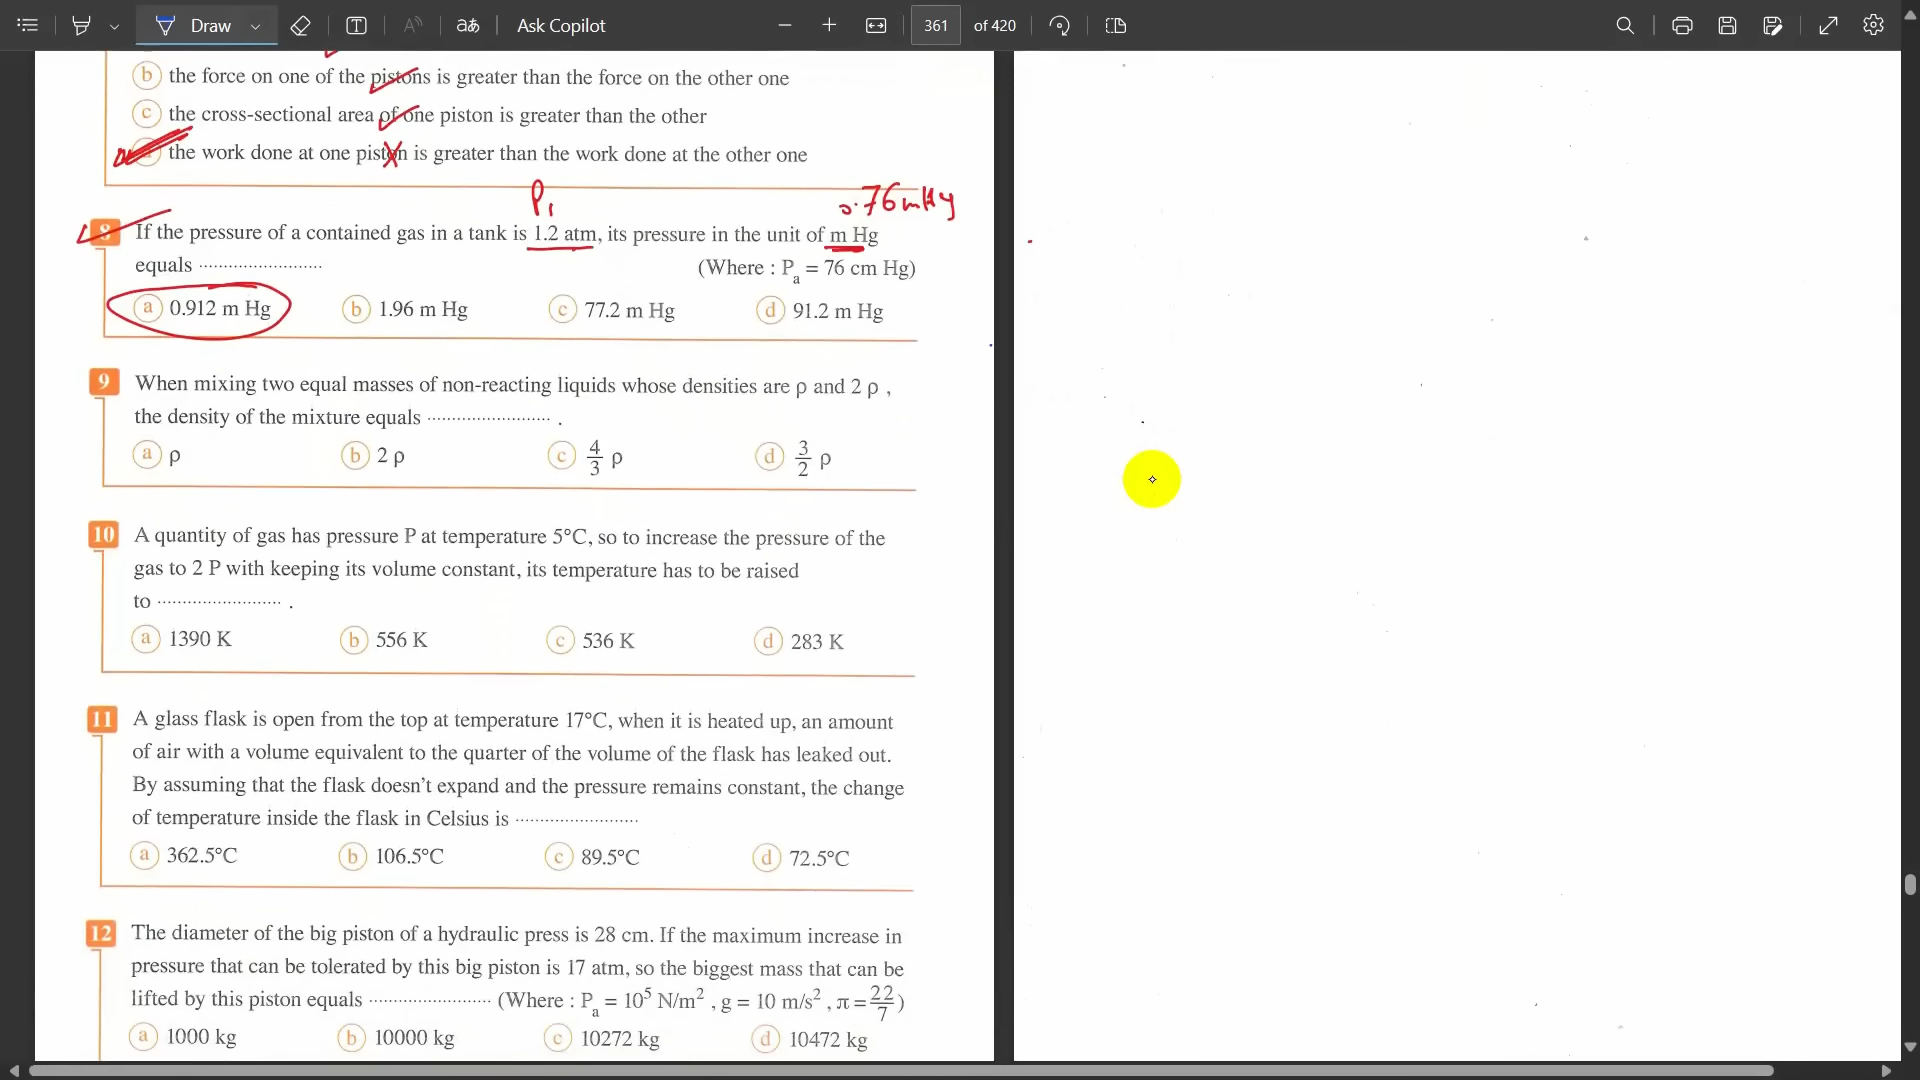 Draw
Ask Copilot
361 of 420
b the force on one of the pistons is greater than the force on the other one
c the cross-sectional area of one piston is greater than the other
the work done at one piston is greater than the work done at the other one
P₁ 0.76 mHg
8 If the pressure of a contained gas in a tank is 1.2 atm, its pressure in the unit of m Hg
equals ........................ (Where : Pₐ = 76 cm Hg)
a 0.912 m Hg b 1.96 m Hg c 77.2 m Hg d 91.2 m Hg
9 When mixing two equal masses of non-reacting liquids whose densities are ρ and 2 ρ ,
the density of the mixture equals ........................ .
a ρ b 2 ρ c 4/3 ρ d 3/2 ρ
10 A quantity of gas has pressure P at temperature 5°C, so to increase the pressure of the
gas to 2 P with keeping its volume constant, its temperature has to be raised
to ........................ .
a 1390 K b 556 K c 536 K d 283 K
11 A glass flask is open from the top at temperature 17°C, when it is heated up, an amount
of air with a volume equivalent to the quarter of the volume of the flask has leaked out.
By assuming that the flask doesn't expand and the pressure remains constant, the change
of temperature inside the flask in Celsius is ........................
a 362.5°C b 106.5°C c 89.5°C d 72.5°C
12 The diameter of the big piston of a hydraulic press is 28 cm. If the maximum increase in
pressure that can be tolerated by this big piston is 17 atm, so the biggest mass that can be
lifted by this piston equals ........................ (Where : Pₐ = 10⁵ N/m² , g = 10 m/s² , π = 22/7 )
a 1000 kg b 10000 kg c 10272 kg d 10472 kg